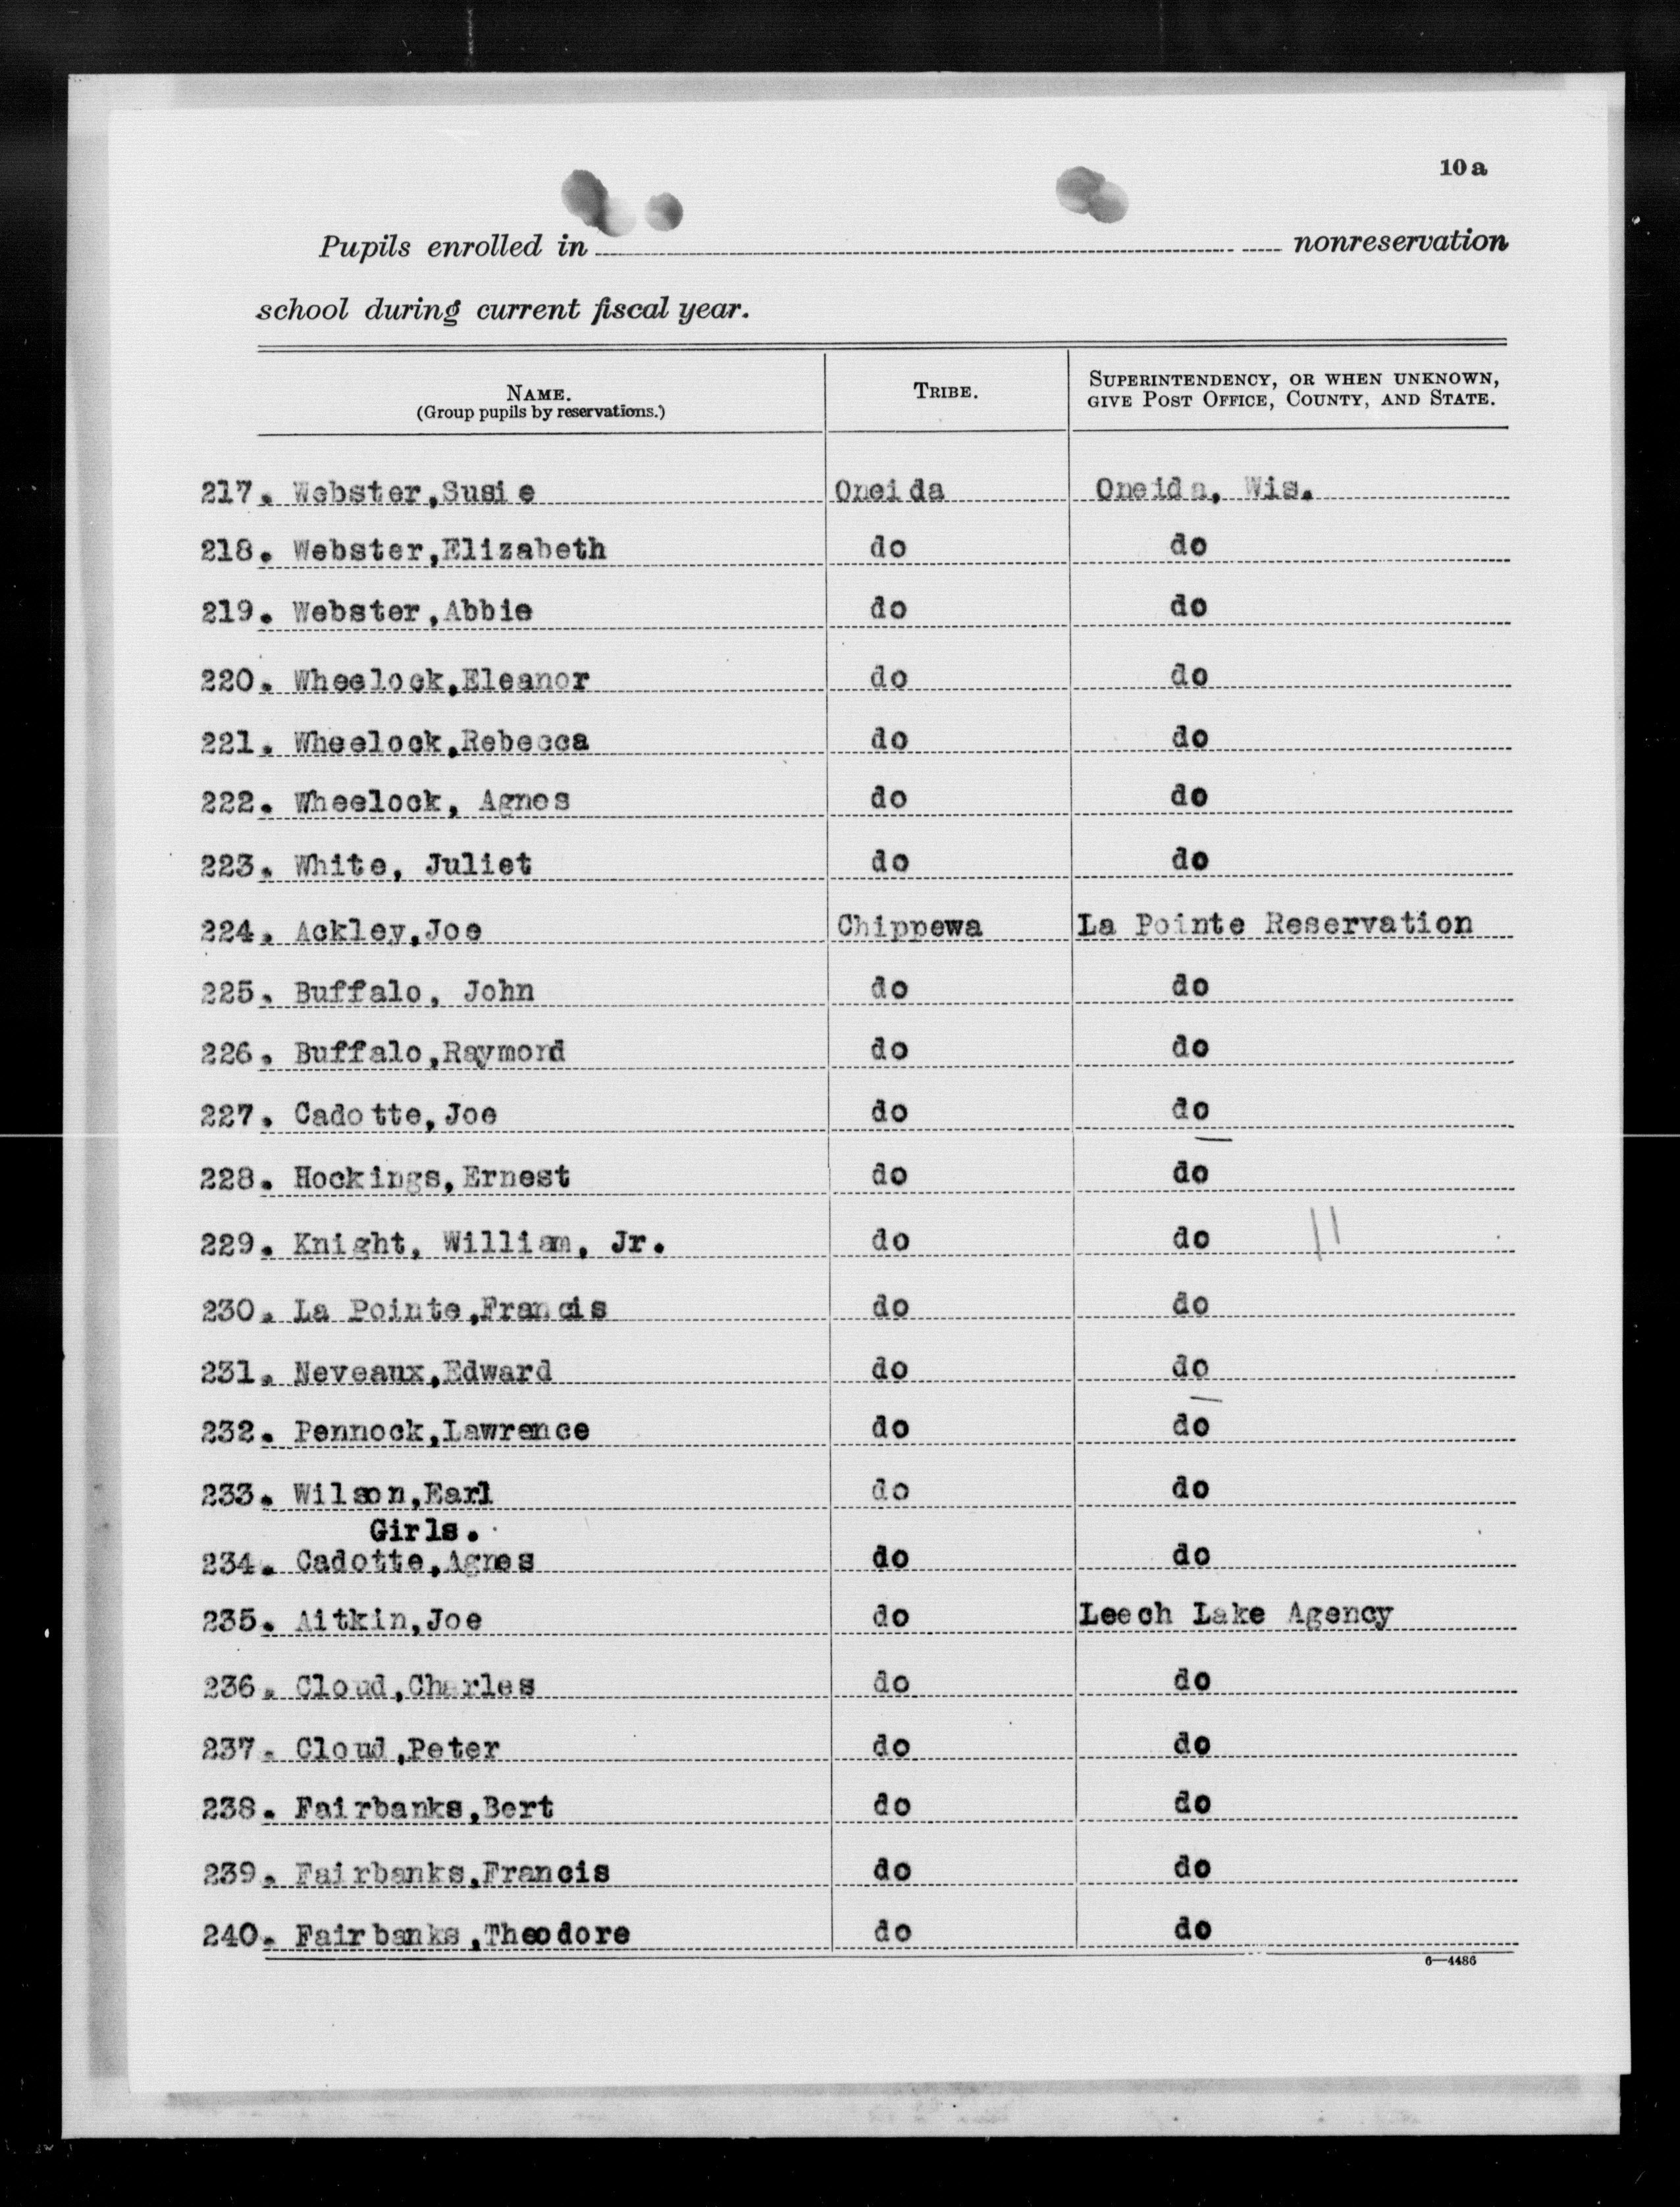 10 a
Pupils enrolled in nonreservation
school during current fiscal year.
NAME. TRIBE. SUPERINTENDENCY, OR WHEN UNKNOWN,
(Group pupils by reservations.) GIVE POST OFFICE, COUNTY, AND STATE.
217. Webster,Susie Oneida Oneida, Wis.
218. Webster,Elizabeth do do
219. Webster,Abbie do do
220. Wheelock,Eleanor do do
221. Wheelock,Rebecca do do
222. Wheelock, Agnes do do
223. White, Juliet do do
224. Ackley,Joe Chippewa La Pointe Reservation
225. Buffalo, John do do
226. Buffalo,Raymond do do
227. Cadotte,Joe do do
228. Hockings,Ernest do do
229. Knight, William, Jr. do do
230. La Pointe,Francis do do
231. Neveaux,Edward do do
232. Pennock,Lawrence do do
233. Wilson,Earl do do
Girls.
234. Cadotte,Agnes do do
235. Aitkin,Joe do Leech Lake Agency
236. Cloud,Charles do do
237. Cloud,Peter do do
238. Fairbanks,Bert do do
239. Fairbanks,Francis do do
240. Fairbanks,Theodore do do
6—4486